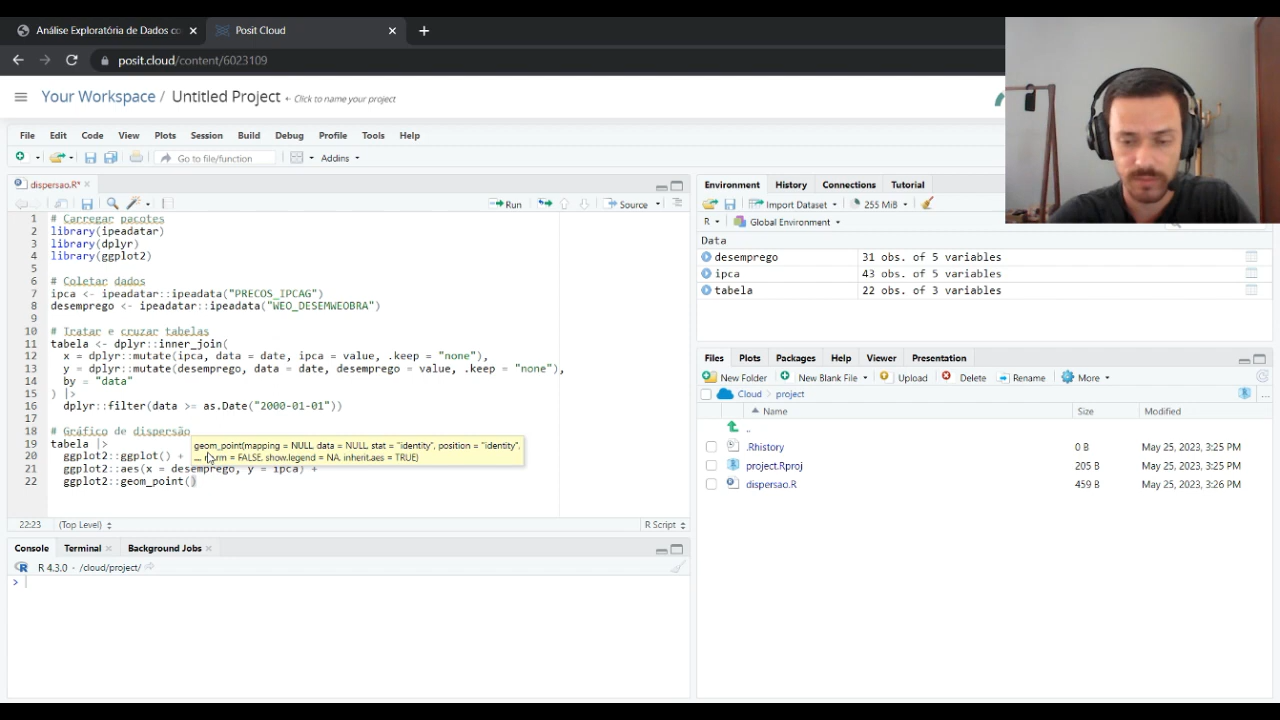 Análise Exploratória de Dados co
Posit Cloud
posit.cloud/content/6023109
Your Workspace / Untitled Project
Click to name your project
File Edit Code View Plots Session Build Debug Profile Tools Help
Go to file/function
Addins
dispersao.R*
Run
Source
1 # Carregar pacotes
2 library(ipeadatar)
3 library(dplyr)
4 library(ggplot2)
5
6 # Coletar dados
7 ipca <- ipeadatar::ipeadata("PRECOS_IPCAG")
8 desemprego <- ipeadatar::ipeadata("WEO_DESEMWEOBRA")
9
10 # Tratar e cruzar tabelas
11 tabela <- dplyr::inner_join(
12 x = dplyr::mutate(ipca, data = date, ipca = value, .keep = "none"),
13 y = dplyr::mutate(desemprego, data = date, desemprego = value, .keep = "none"),
14 by = "data"
15 ) |>
16 dplyr::filter(data >= as.Date("2000-01-01"))
17
18 # Gráfico de dispersão
19 tabela |>
geom_point(mapping = NULL, data = NULL, stat = "identity", position = "identity",
20 ggplot2::ggplot() +
show.legend = NA, inherit.aes = TRUE)
21 ggplot2::aes(x = desemprego, y = ipca) +
22 ggplot2::geom_point()
22:23 (Top Level) R Script
Console Terminal Background Jobs
R 4.3.0 · /cloud/project/
>
Environment History Connections Tutorial
Import Dataset 255 MiB
R Global Environment
Data
desemprego 31 obs. of 5 variables
ipca 43 obs. of 5 variables
tabela 22 obs. of 3 variables
Files Plots Packages Help Viewer Presentation
New Folder New Blank File Upload Delete Rename More
Cloud project
Name Size Modified
..
.Rhistory 0 B May 25, 2023, 3:25 PM
project.Rproj 205 B May 25, 2023, 3:25 PM
dispersao.R 459 B May 25, 2023, 3:26 PM